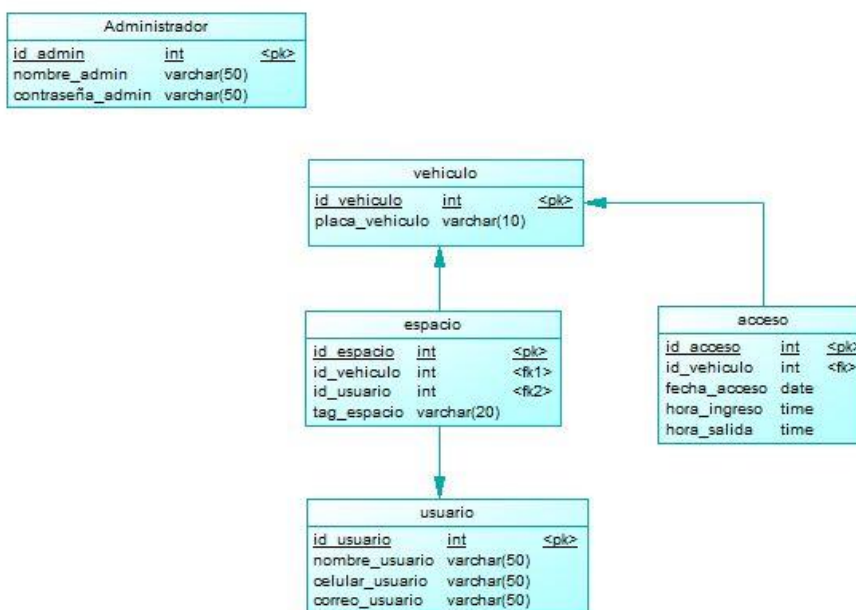 Administrador
id_admin int <pk>
nombre_admin varchar(50)
contraseña_admin varchar(50)
vehiculo
id_vehiculo int <pk>
placa_vehiculo varchar(10)
espacio
id_espacio int <pk>
id_vehiculo int <fk1>
id_usuario int <fk2>
tag_espacio varchar(20)
acceso
id_acceso int <pk>
id_vehiculo int <fk>
fecha_acceso date
hora_ingreso time
hora_salida time
usuario
id_usuario int <pk>
nombre_usuario varchar(50)
celular_usuario varchar(50)
correo_usuario varchar(50)